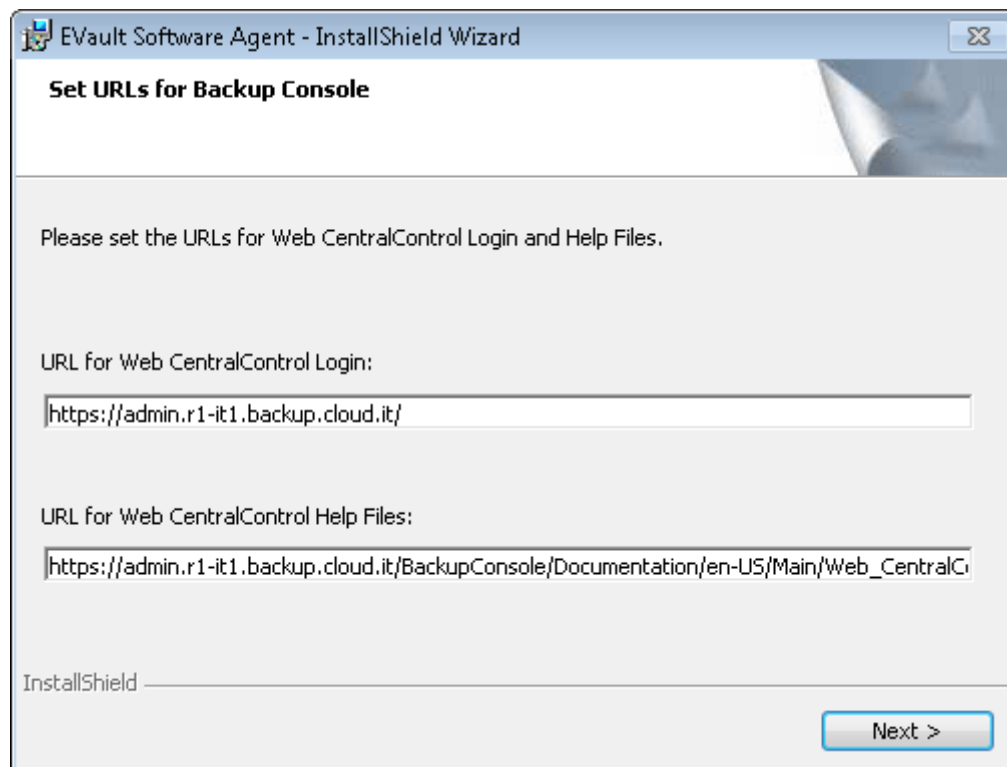 EVault Software Agent - InstallShield Wizard
Set URLs for Backup Console
Please set the URLs for Web CentralControl Login and Help Files.
URL for Web CentralControl Login:
https://admin.r1-it1.backup.cloud.it/
URL for Web CentralControl Help Files:
https://admin.r1-it1.backup.cloud.it/BackupConsole/Documentation/en-US/Main/Web_CentralC
InstallShield
Next >